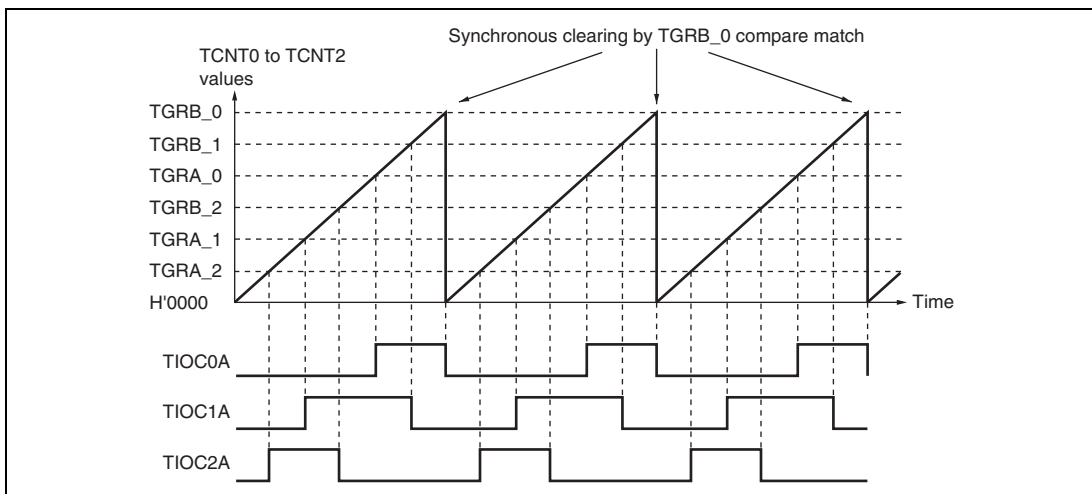 Synchronous clearing by TGRB_0 compare match
TCNT0 to TCNT2
values
TGRB_0
TGRB_1
TGRA_0
TGRB_2
TGRA_1
TGRA_2
H'0000
Time
TIOC0A
TIOC1A
TIOC2A